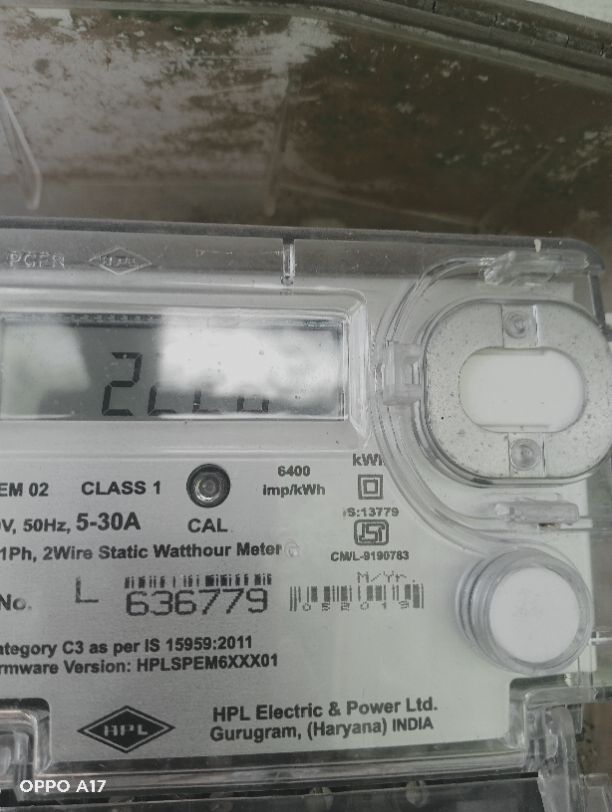 CLASS 1
6400
imp/kWh
kWh
EM 02
V, 50Hz, 5-30A
CAL
IS:13779
1Ph, 2Wire Static Watthour Meter
CM/L-9190783
No. L 636779
M/Yr.
052019
ategory C3 as per IS 15959:2011
rmware Version: HPLSPEM6XXX01
HPL
HPL Electric & Power Ltd.
Gurugram, (Haryana) INDIA
OPPO A17